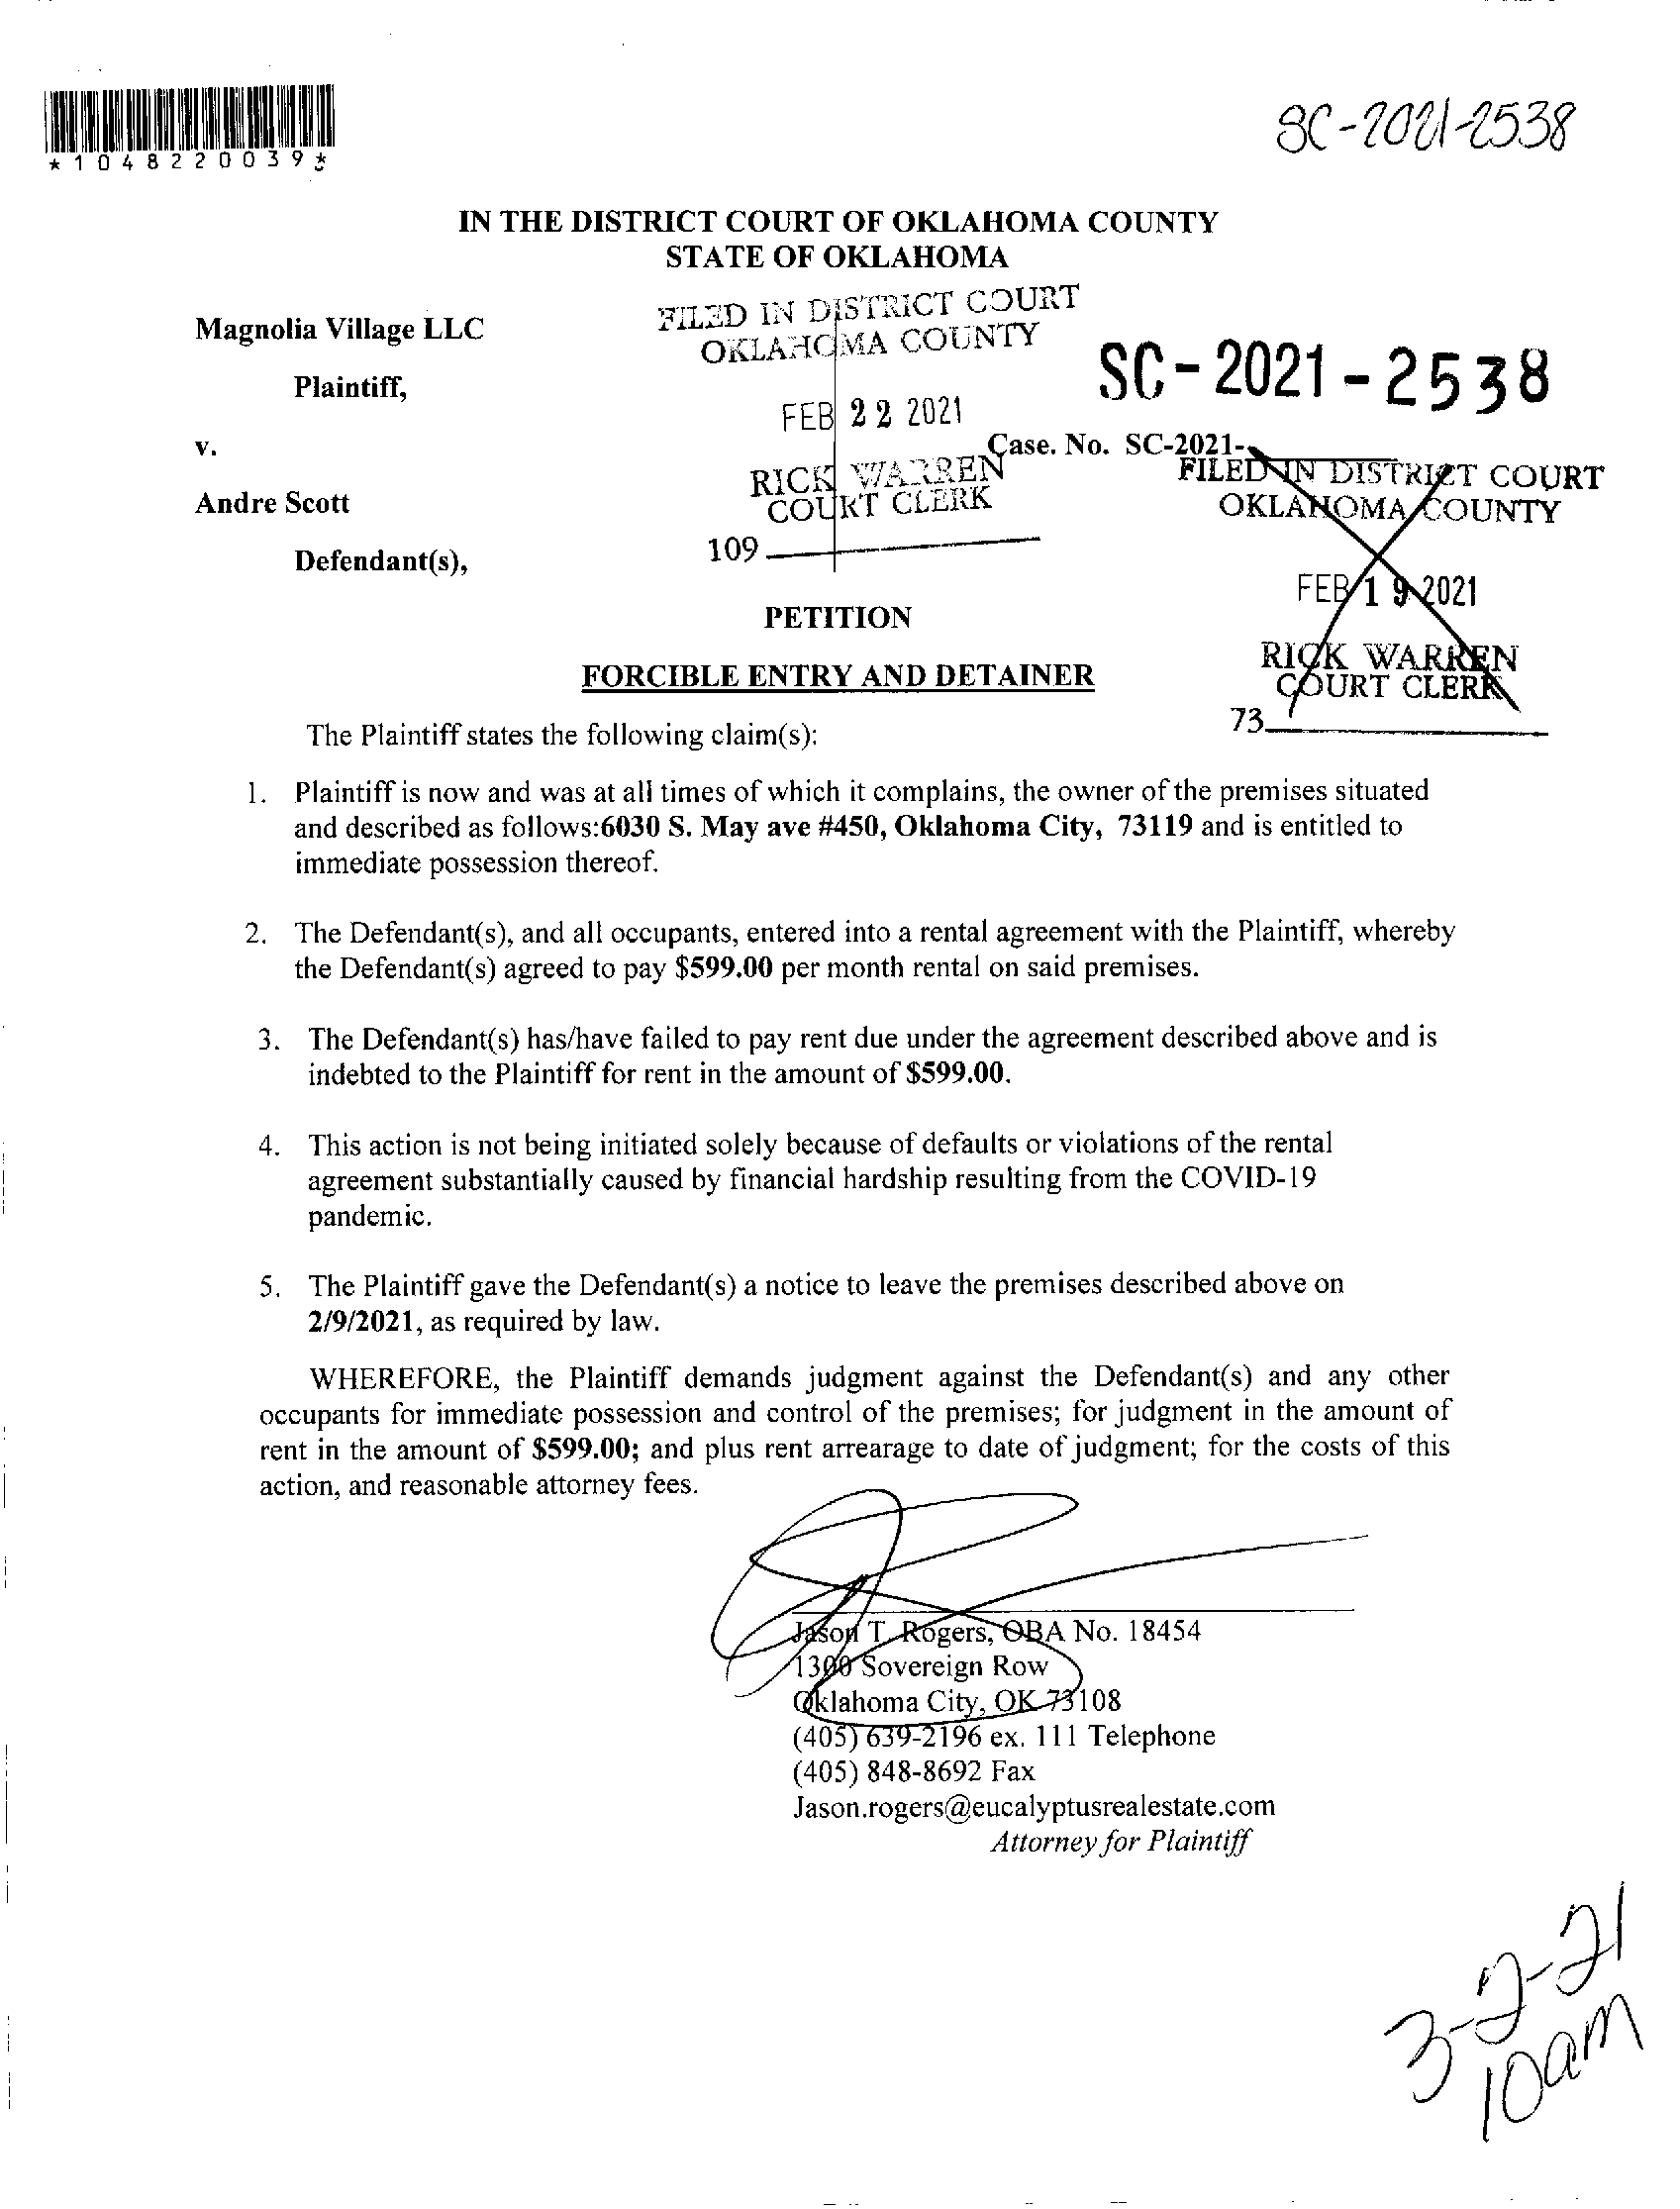 SC-2021-2538
*1048220039*
IN THE DISTRICT COURT OF OKLAHOMA COUNTY
STATE OF OKLAHOMA
Magnolia Village LLC
Plaintiff,
v.
Andre Scott
Defendant(s),
FILED IN DISTRICT COURT
OKLAHOMA COUNTY
FEB 22 2021
RICK WARREN
COURT CLERK
109
SC-2021-2538
Case. No. SC-2021-
FILED IN DISTRICT COURT
OKLAHOMA COUNTY
FEB 19 2021
RICK WARREN
COURT CLERK
73
PETITION
FORCIBLE ENTRY AND DETAINER
The Plaintiff states the following claim(s):
1. Plaintiff is now and was at all times of which it complains, the owner of the premises situated
and described as follows:6030 S. May ave #450, Oklahoma City, 73119 and is entitled to
immediate possession thereof.
2. The Defendant(s), and all occupants, entered into a rental agreement with the Plaintiff, whereby
the Defendant(s) agreed to pay $599.00 per month rental on said premises.
3. The Defendant(s) has/have failed to pay rent due under the agreement described above and is
indebted to the Plaintiff for rent in the amount of $599.00.
4. This action is not being initiated solely because of defaults or violations of the rental
agreement substantially caused by financial hardship resulting from the COVID-19
pandemic.
5. The Plaintiff gave the Defendant(s) a notice to leave the premises described above on
2/9/2021, as required by law.
WHEREFORE, the Plaintiff demands judgment against the Defendant(s) and any other
occupants for immediate possession and control of the premises; for judgment in the amount of
rent in the amount of $599.00; and plus rent arrearage to date of judgment; for the costs of this
action, and reasonable attorney fees.
Jason T. Rogers, OBA No. 18454
1300 Sovereign Row
Oklahoma City, OK 73108
(405) 639-2196 ex. 111 Telephone
(405) 848-8692 Fax
Jason.rogers@eucalyptusrealestate.com
Attorney for Plaintiff
3-2-21
10am